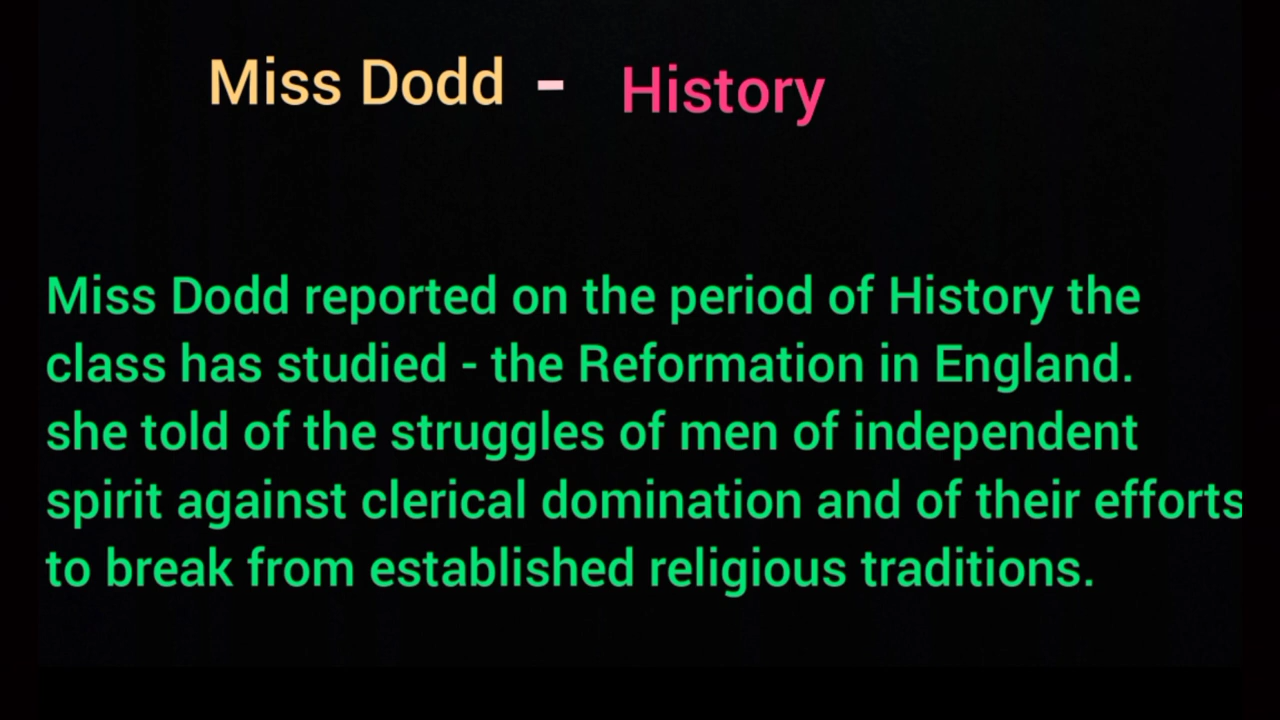 Miss Dodd - History
Miss Dodd reported on the period of History the
class has studied - the Reformation in England.
she told of the struggles of men of independent
spirit against clerical domination and of their efforts
to break from established religious traditions.